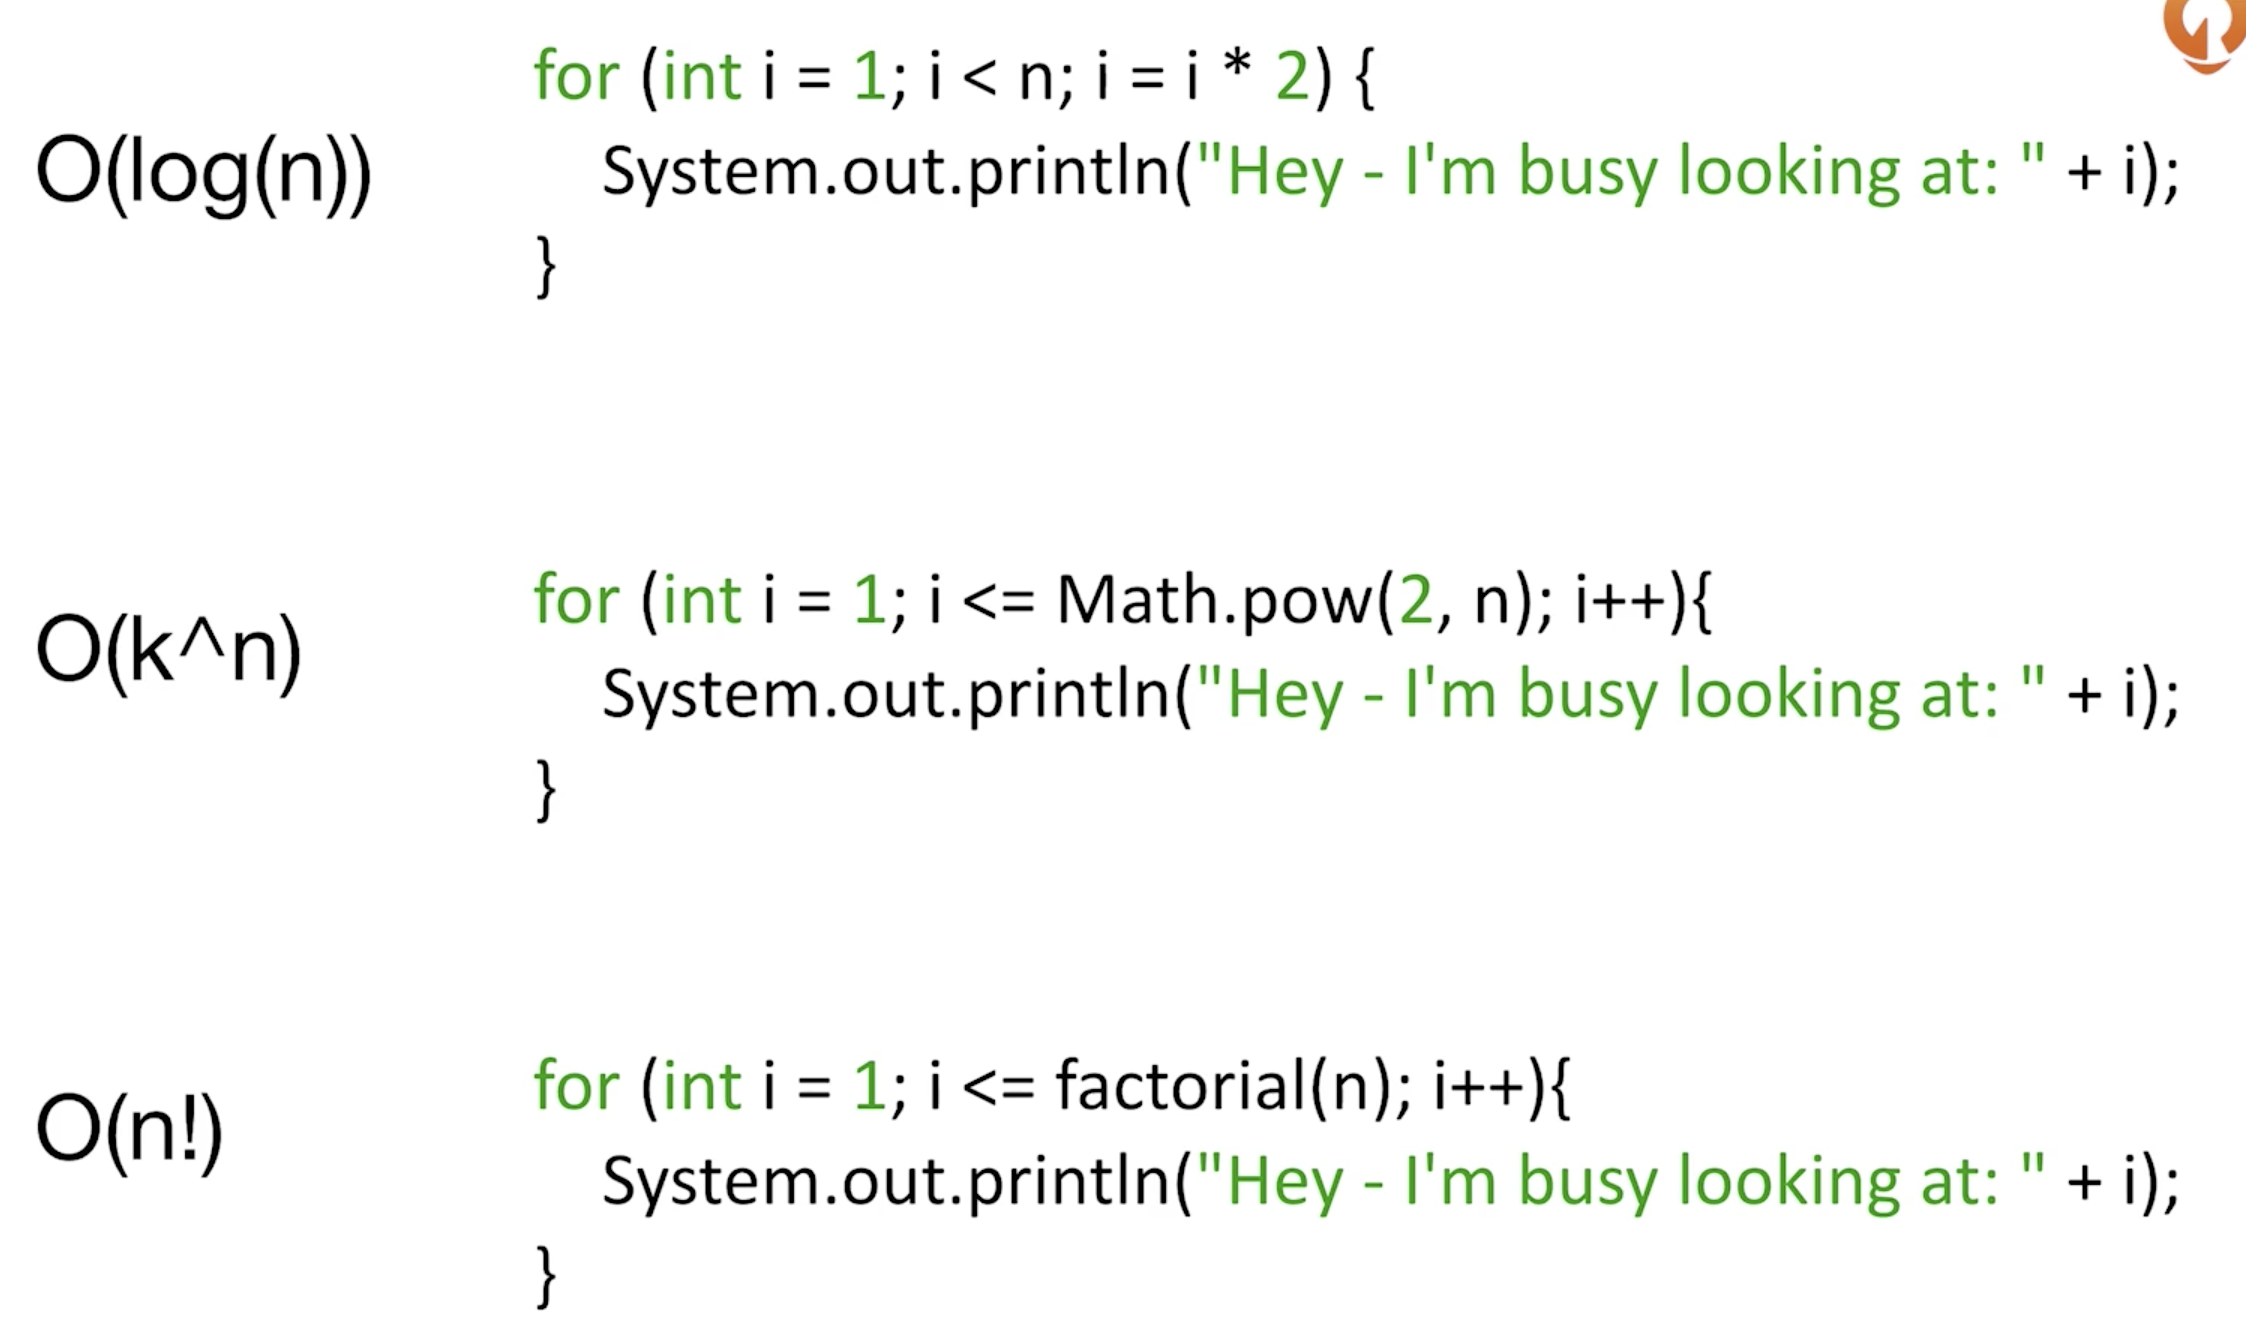 for (int i = 1; i < n; i = i * 2) {
O(log(n))
System.out.println("Hey - I'm busy looking at: " + i);
}
for (int i = 1; i <= Math.pow(2, n); i++){
O(k^n)
System.out.println("Hey - I'm busy looking at: " + i);
}
for (int i = 1; i <= factorial(n); i++){
O(n!)
System.out.println("Hey - I'm busy looking at: " + i);
}